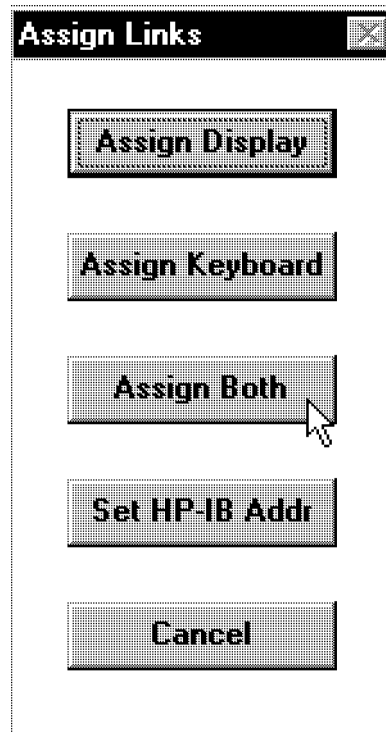 Assign Links
Assign Display
Assign Keyboard
Assign Both
Set HP-IB Addr
Cancel